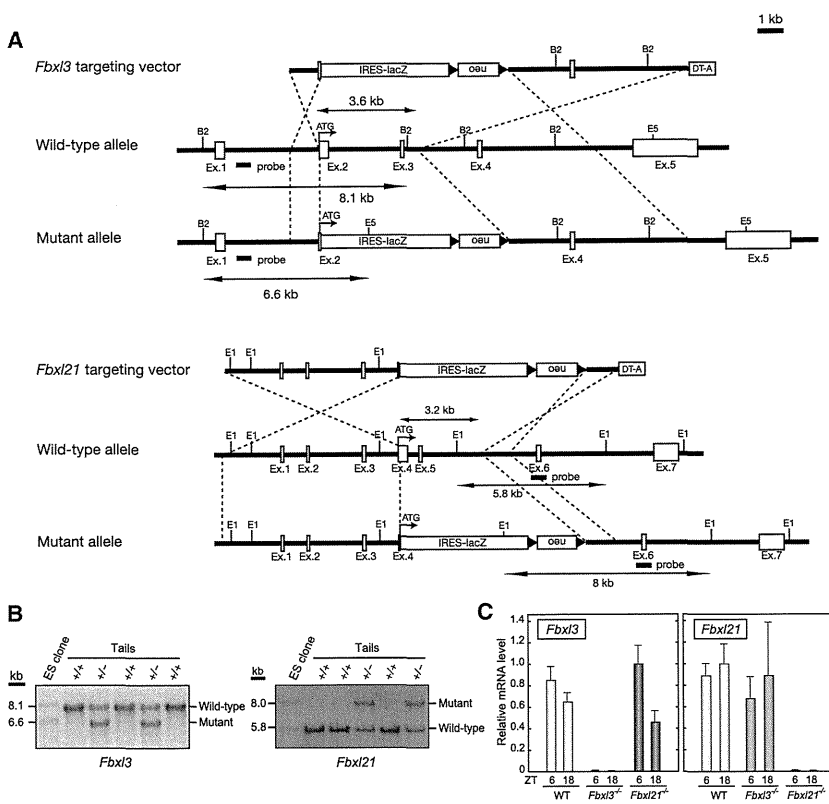 1 kb
A
Fbxl3 targeting vector
IRES-lacZ
neo
B2
B2
DT-A
3.6 kb
Wild-type allele
B2
ATG
B2
B2
B2
E5
Ex.1
probe
Ex.2
Ex.3
Ex.4
Ex.5
8.1 kb
Mutant allele
B2
ATG
E5
IRES-lacZ
neo
B2
B2
E5
Ex.1
probe
Ex.2
Ex.4
Ex.5
6.6 kb
Fbxl21 targeting vector
E1
E1
E1
IRES-lacZ
neo
DT-A
3.2 kb
Wild-type allele
E1
E1
E1
ATG
E1
E1
E1
Ex.1
Ex.2
Ex.3
Ex.4
Ex.5
Ex.6
Ex.7
probe
5.8 kb
Mutant allele
E1
E1
E1
ATG
E1
IRES-lacZ
neo
E1
E1
Ex.1
Ex.2
Ex.3
Ex.4
Ex.6
Ex.7
probe
8 kb
B
ES clone
Tails
kb
+/+
+/-
+/+
+/-
+/+
8.1
Wild-type
6.6
Mutant
Fbxl3
ES clone
Tails
kb
+/+
+/+
+/-
+/+
+/-
8.0
Mutant
5.8
Wild-type
Fbxl21
C
Relative mRNA level
1.4
1.2
1.0
0.8
0.6
0.4
0.2
0
Fbxl3
Fbxl21
ZT
6 18
6 18
6 18
6 18
6 18
6 18
WT
Fbxl3-/-
Fbxl21-/-
WT
Fbxl3-/-
Fbxl21-/-